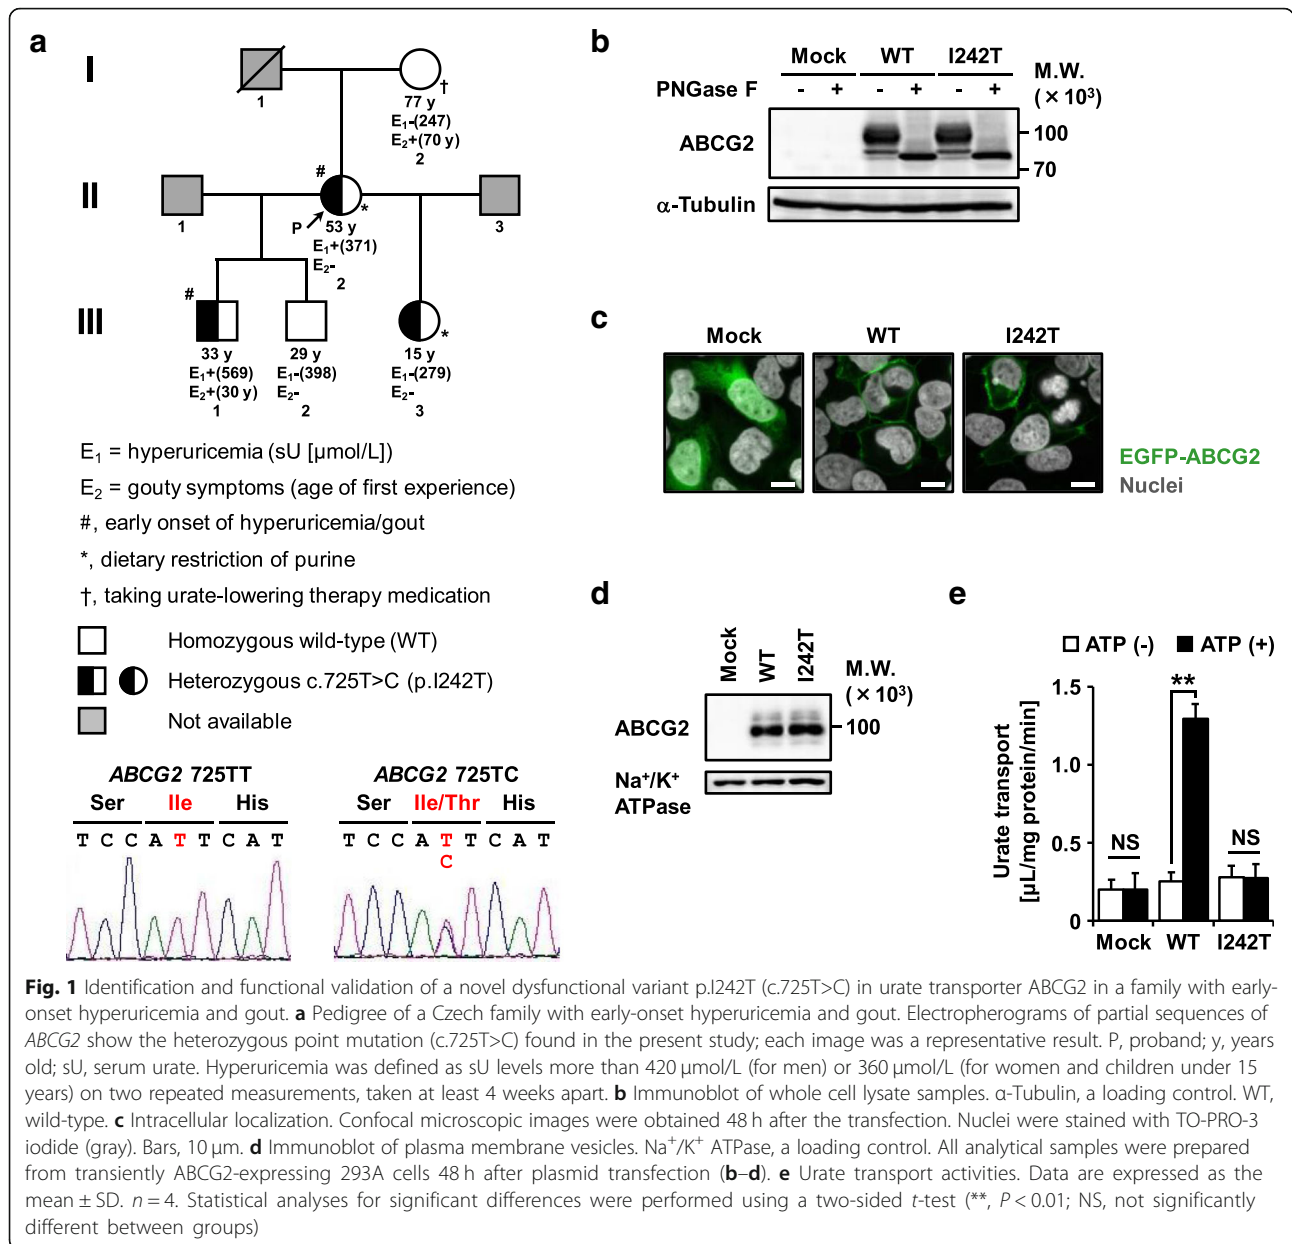 a
I
1
77 y
†
E₁-(247)
E₂+(70 y)
2
II
1
#
P
*
53 y
E₁+(371)
E₂-
2
3
III
#
33 y
E₁+(569)
E₂+(30 y)
1
29 y
E₁-(398)
E₂-
2
*
15 y
E₁-(279)
E₂-
3
E₁ = hyperuricemia (sU [µmol/L])
E₂ = gouty symptoms (age of first experience)
#, early onset of hyperuricemia/gout
*, dietary restriction of purine
†, taking urate-lowering therapy medication
Homozygous wild-type (WT)
Heterozygous c.725T>C (p.I242T)
Not available
ABCG2 725TT
Ser Ile His
T C C A T T C A T
ABCG2 725TC
Ser Ile/Thr His
T C C A T T C A T
C
b
Mock WT I242T
M.W.
(×10³)
PNGase F - + - + - +
ABCG2
100
70
α-Tubulin
c
Mock WT I242T
EGFP-ABCG2
Nuclei
d
Mock WT I242T
M.W.
(×10³)
ABCG2
100
Na⁺/K⁺
ATPase
e
ATP (-) ATP (+)
Urate transport
[µL/mg protein/min]
1.5
1.0
0.5
0
NS
**
NS
Mock WT I242T
Fig. 1 Identification and functional validation of a novel dysfunctional variant p.I242T (c.725T>C) in urate transporter ABCG2 in a family with early-
onset hyperuricemia and gout. a Pedigree of a Czech family with early-onset hyperuricemia and gout. Electropherograms of partial sequences of
ABCG2 show the heterozygous point mutation (c.725T>C) found in the present study; each image was a representative result. P, proband; y, years
old; sU, serum urate. Hyperuricemia was defined as sU levels more than 420 µmol/L (for men) or 360 µmol/L (for women and children under 15
years) on two repeated measurements, taken at least 4 weeks apart. b Immunoblot of whole cell lysate samples. α-Tubulin, a loading control. WT,
wild-type. c Intracellular localization. Confocal microscopic images were obtained 48 h after the transfection. Nuclei were stained with TO-PRO-3
iodide (gray). Bars, 10 µm. d Immunoblot of plasma membrane vesicles. Na⁺/K⁺ ATPase, a loading control. All analytical samples were prepared
from transiently ABCG2-expressing 293A cells 48 h after plasmid transfection (b–d). e Urate transport activities. Data are expressed as the
mean ± SD. n = 4. Statistical analyses for significant differences were performed using a two-sided t-test (**, P < 0.01; NS, not significantly
different between groups)